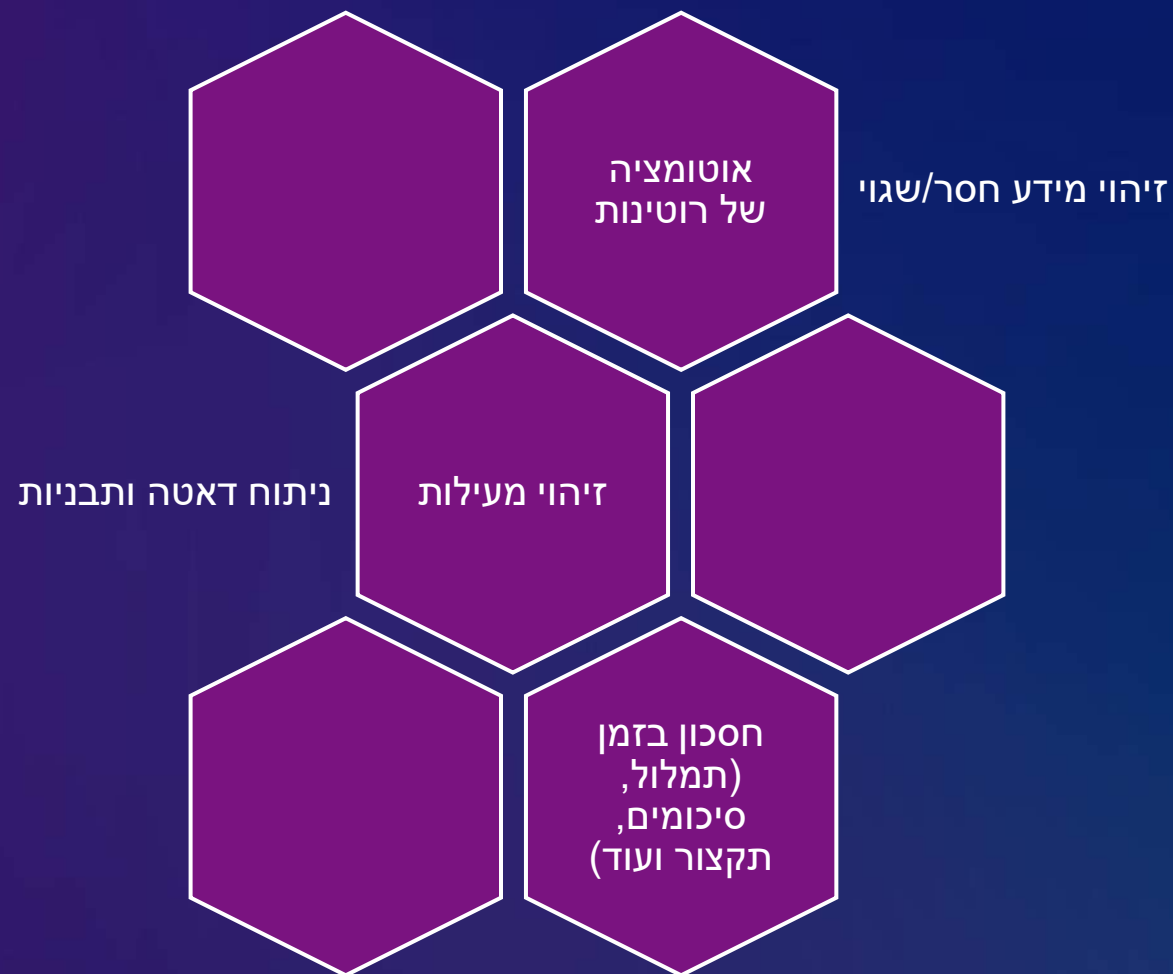 אוטומציה
של רוטינות
זיהוי מידע חסר/שגוי
זיהוי מעילות
ניתוח דאטה ותבניות
חסכון בזמן
(תמלול,
סיכומים,
תקצור ועוד)